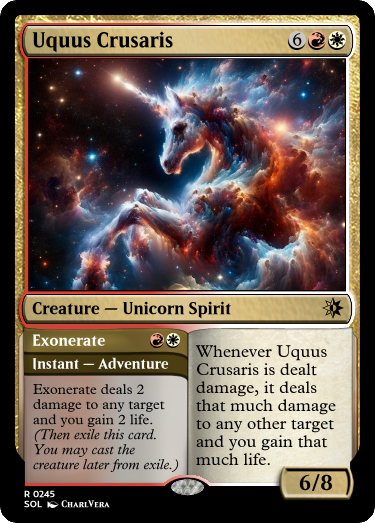 Uquus Crusaris 6
Creature — Unicorn Spirit
Exonerate
Instant — Adventure
Exonerate deals 2
damage to any target
and you gain 2 life.
(Then exile this card.
You may cast the
creature later from exile.)
Whenever Uquus
Crusaris is dealt
damage, it deals
that much damage
to any other target
and you gain that
much life.
6/8
R 0245
SOL CharlVera